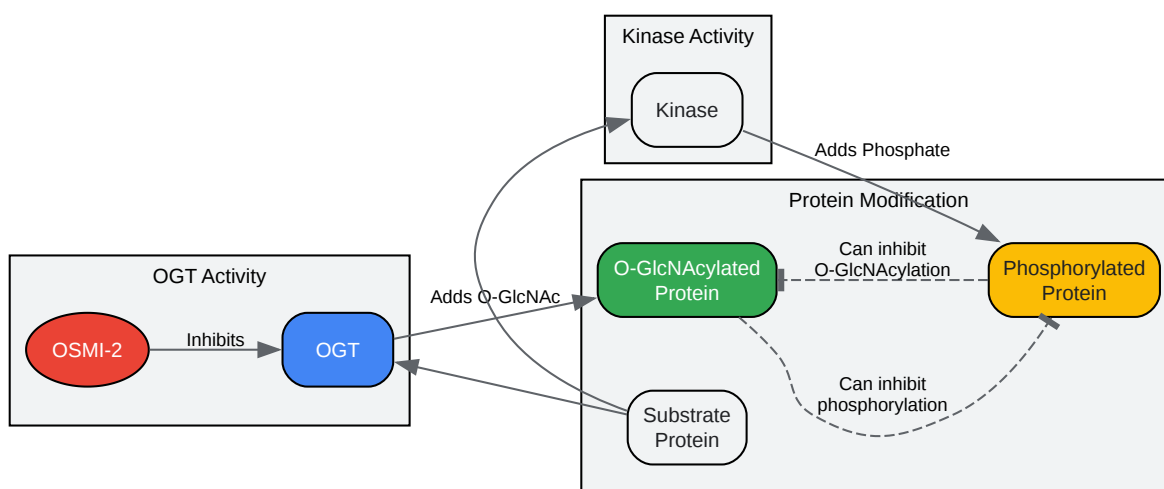 Kinase Activity
Kinase
Adds Phosphate
Protein Modification
OGT Activity
OSMI-2
Inhibits
OGT
Adds O-GlcNAc
O-GlcNAcylated
Protein
Can inhibit
O-GlcNAcylation
Phosphorylated
Protein
Can inhibit
phosphorylation
Substrate
Protein